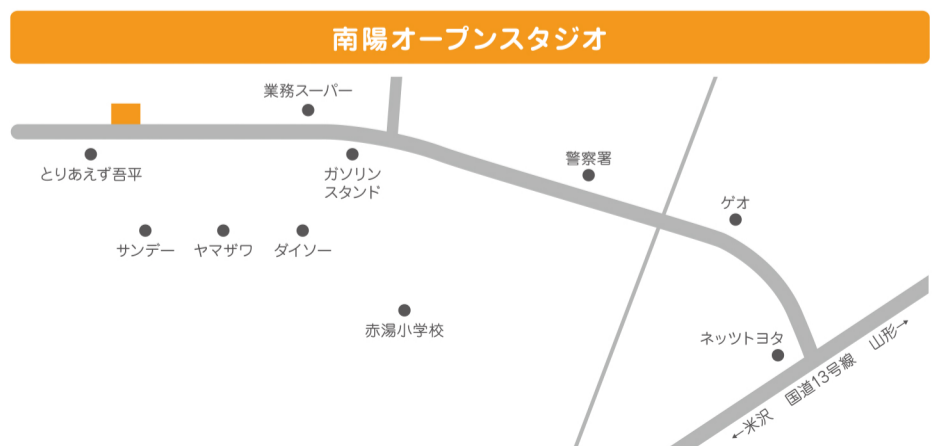 南陽オープンスタジオ
業務スーパー
とりあえず吾平
ガソリン
スタンド
警察署
ゲオ
サンデー
ヤマザワ
ダイソー
赤湯小学校
ネッツトヨタ
←米沢　国道13号線　山形→